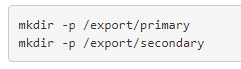 mkdir -p /export/primary
mkdir -p /export/secondary